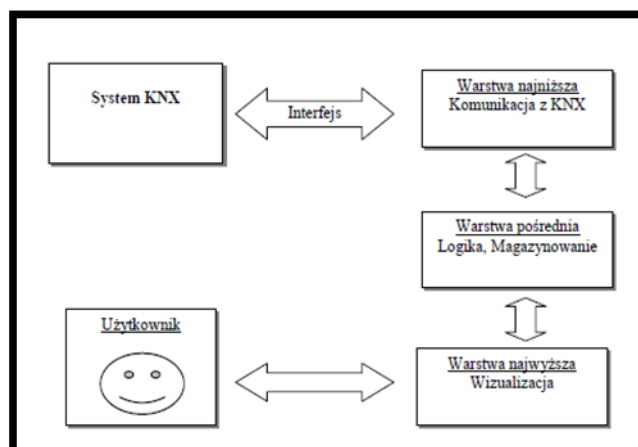 System KNX
Interfejs
Warstwa najniższa
Komunikacja z KNX
Warstwa pośrednia
Logika, Magazynowanie
Użytkownik
Warstwa najwyższa
Wizualizacja